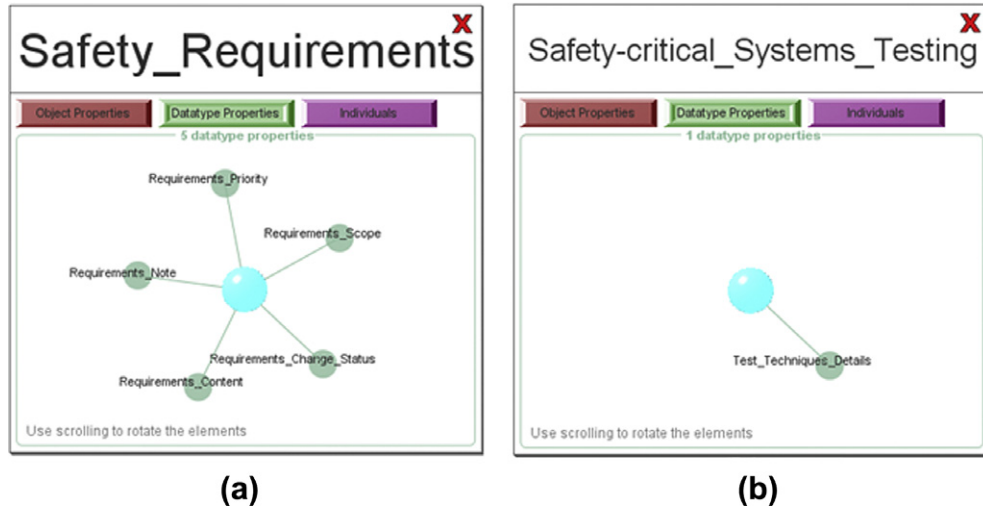 X
Safety_Requirements
Object Properties
Datatype Properties
Individuals
5 datatype properties
Requirements_Priority
Requirements_Scope
Requirements_Note
Requirements_Change_Status
Requirements_Content
Use scrolling to rotate the elements
(a)
X
Safety-critical_Systems_Testing
Object Properties
Datatype Properties
Individuals
1 datatype properties
Test_Techniques_Details
Use scrolling to rotate the elements
(b)